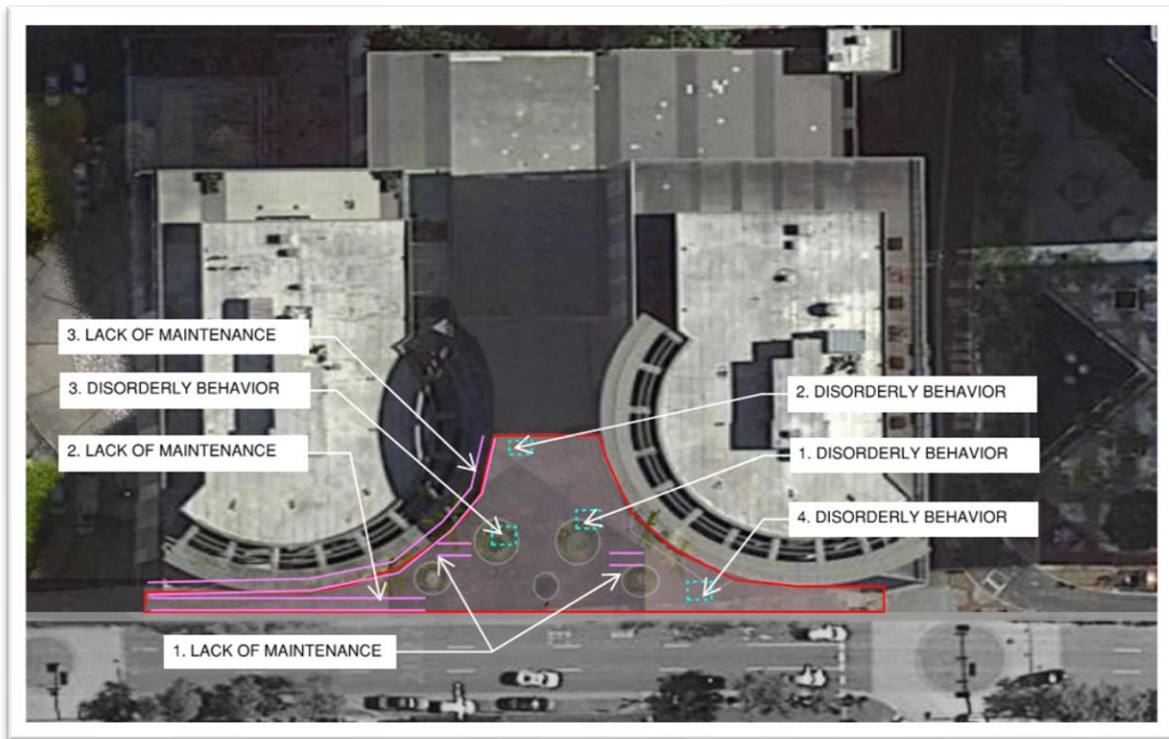 3. LACK OF MAINTENANCE
3. DISORDERLY BEHAVIOR
2. LACK OF MAINTENANCE
2. DISORDERLY BEHAVIOR
1. DISORDERLY BEHAVIOR
4. DISORDERLY BEHAVIOR
1. LACK OF MAINTENANCE